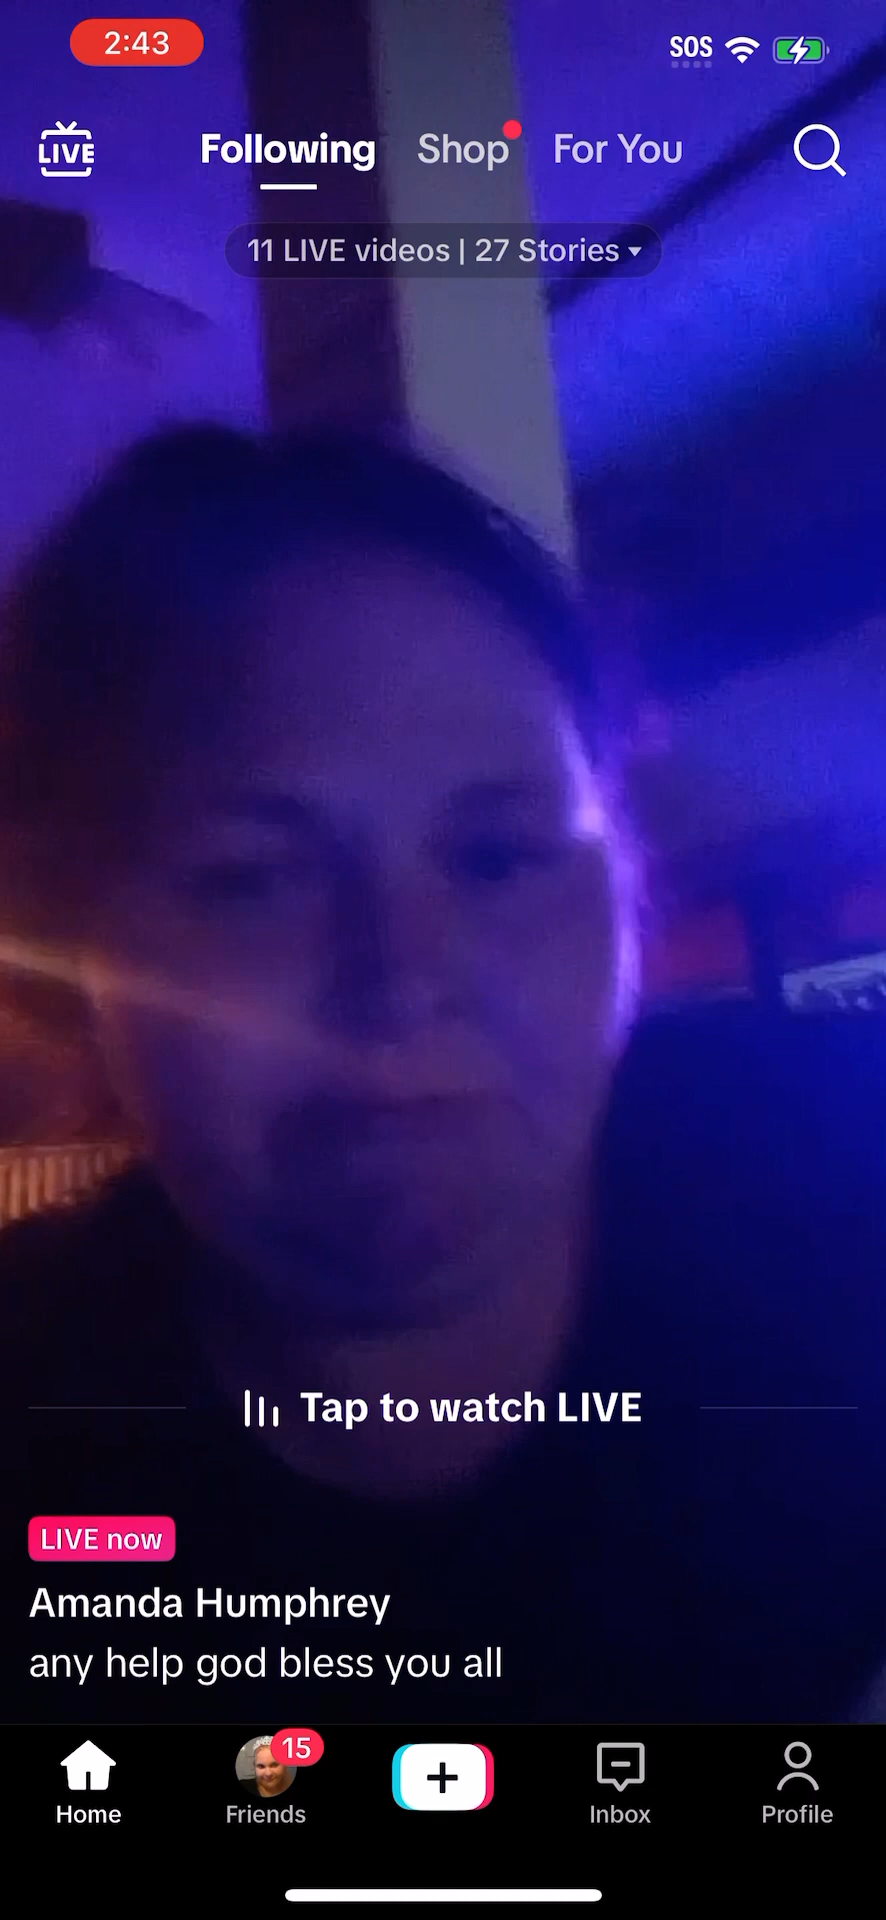 2:43
SOS
LIVE
Following
Shop
For You
11 LIVE videos | 27 Stories ▾
Tap to watch LIVE
LIVE now
Amanda Humphrey
any help god bless you all
15
Home
Friends
Inbox
Profile